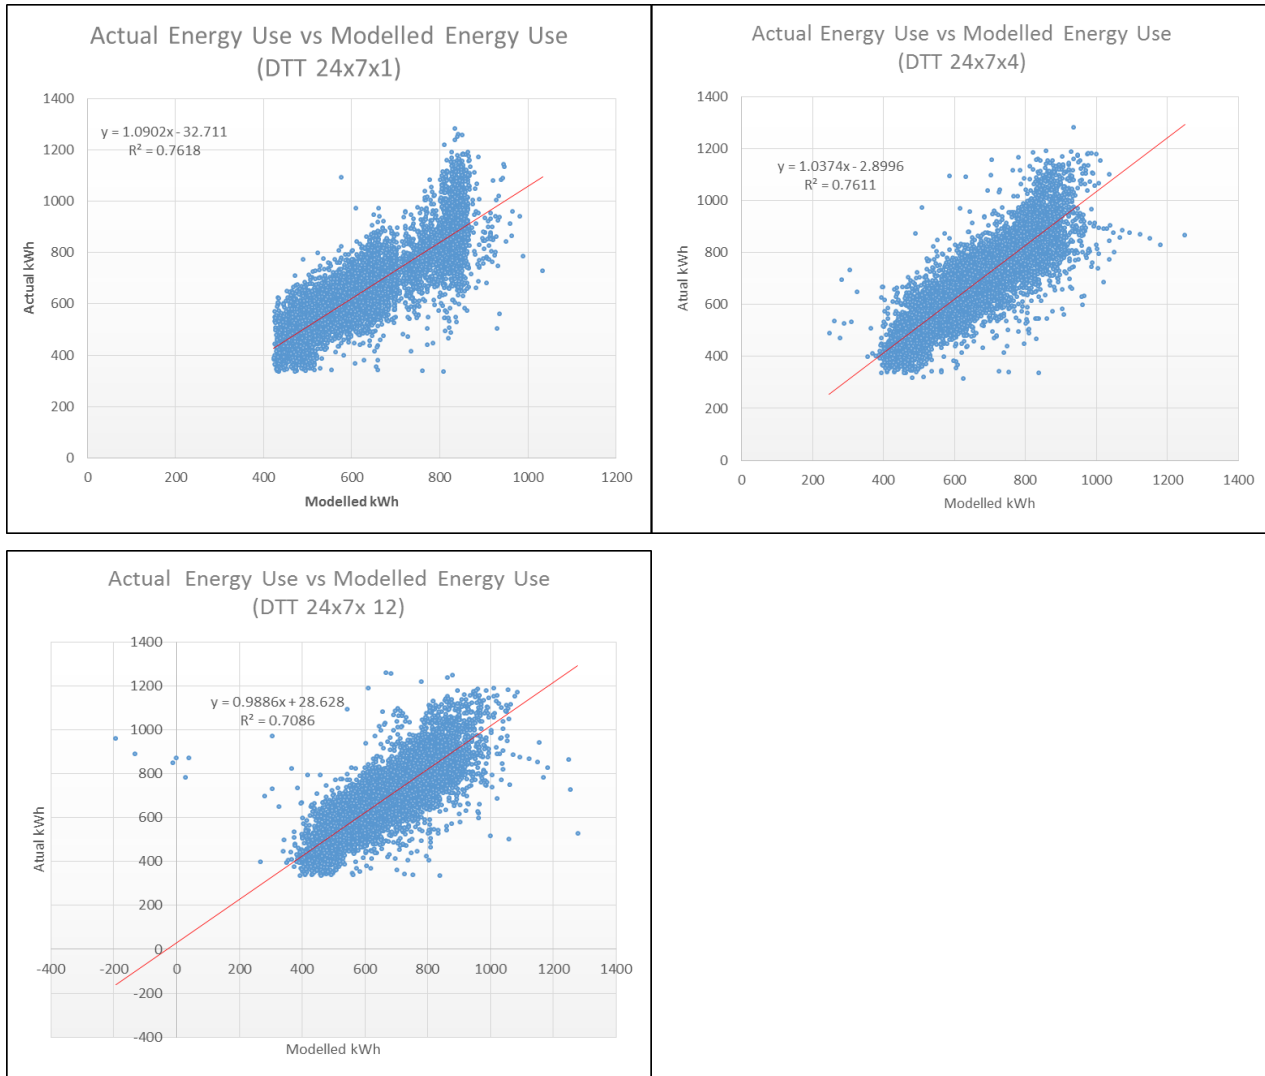 Actual Energy Use vs Modelled Energy Use
(DTT 24x7x1)
1400
1200
1000
800
600
400
200
0
y = 1.0902x - 32.711
R² = 0.7618
Actual kWh
0 200 400 600 800 1000 1200
Modelled kWh
Actual Energy Use vs Modelled Energy Use
(DTT 24x7x4)
1400
1200
1000
800
600
400
200
0
y = 1.0374x - 2.8996
R² = 0.7611
Atual kWh
0 200 400 600 800 1000 1200 1400
Modelled kWh
Actual Energy Use vs Modelled Energy Use
(DTT 24x7x 12)
1400
1200
1000
800
600
400
200
0
-200
-400
y = 0.9886x + 28.628
R² = 0.7086
Atual kWh
-400 -200 0 200 400 600 800 1000 1200 1400
Modelled kWh